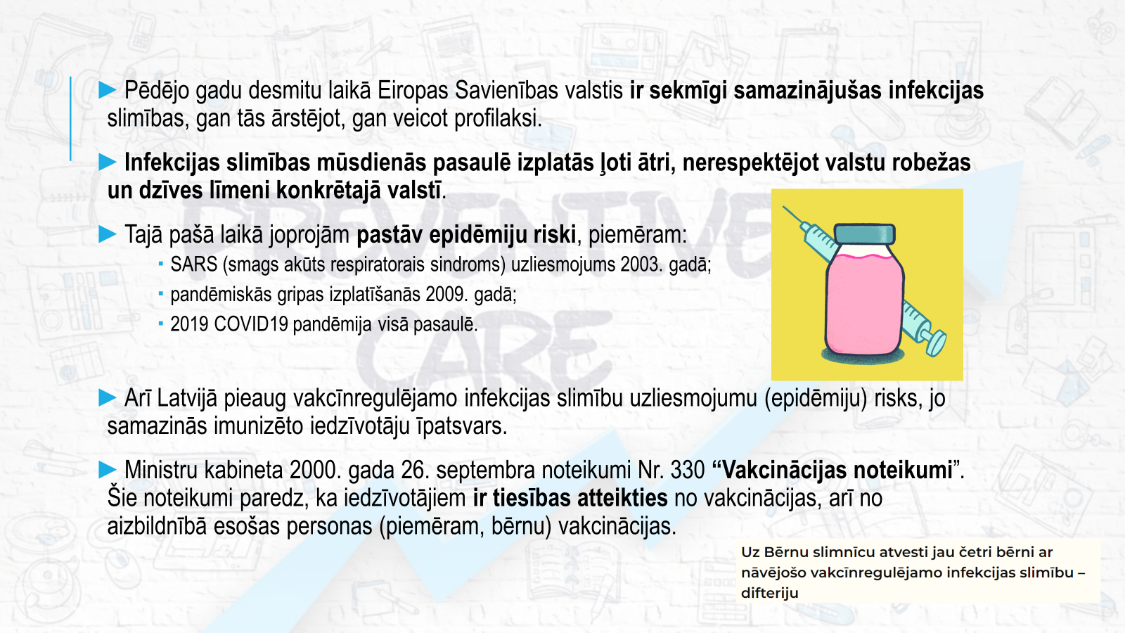 ► Pēdējo gadu desmitu laikā Eiropas Savienības valstis ir sekmīgi samazinājušas infekcijas
slimības, gan tās ārstējot, gan veicot profilaksi.
► Infekcijas slimības mūsdienās pasaulē izplatās ļoti ātri, nerespektējot valstu robežas
un dzīves līmeni konkrētajā valstī.
► Tajā pašā laikā joprojām pastāv epidēmiju riski, piemēram:
▪ SARS (smags akūts respiratorais sindroms) uzliesmojums 2003. gadā;
▪ pandēmiskās gripas izplatīšanās 2009. gadā;
▪ 2019 COVID19 pandēmija visā pasaulē.
► Arī Latvijā pieaug vakcīnregulējamo infekcijas slimību uzliesmojumu (epidēmiju) risks, jo
samazinās imunizēto iedzīvotāju īpatsvars.
► Ministru kabineta 2000. gada 26. septembra noteikumi Nr. 330 “Vakcinācijas noteikumi”.
Šie noteikumi paredz, ka iedzīvotājiem ir tiesības atteikties no vakcinācijas, arī no
aizbildnībā esošas personas (piemēram, bērnu) vakcinācijas.
Uz Bērnu slimnīcu atvesti jau četri bērni ar
nāvējošo vakcīnregulējamo infekcijas slimību –
difteriju
PREVENTIVE
CARE